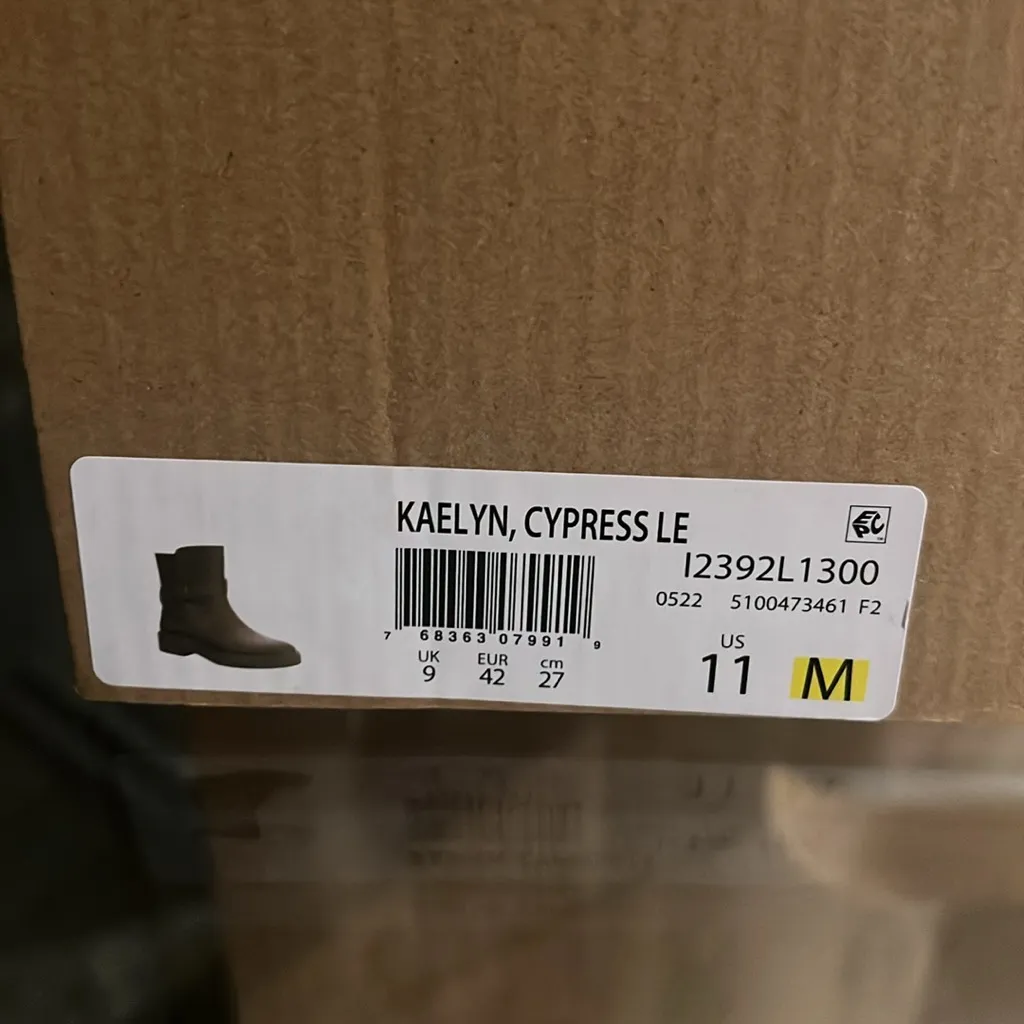 KAELYN, CYPRESS LE
EPC
I2392L1300
0522 5100473461 F2
7 68363 07991 9
UK EUR cm
9 42 27
US
11 M